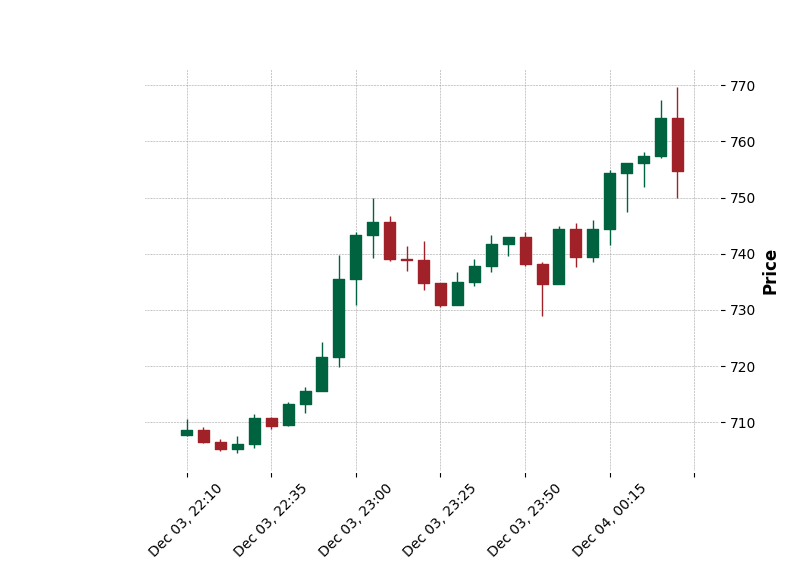 770
760
750
740
730
720
710
Price
Dec 03, 22:10
Dec 03, 22:35
Dec 03, 23:00
Dec 03, 23:25
Dec 03, 23:50
Dec 04, 00:15